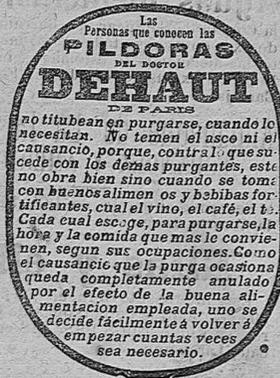 Las
Personas que conocen las
PILDORAS
DEL DOCTOR
DEHAUT
DE PARIS
no titubean en purgarse, cuando lo
necesitan. No temen el asco ni el
causancio, porque, contra lo que su
cede con los demas purgantes, este
no obra bien sino cuando se toma
con buenos alimen os y bebibas for-
tificantes, cual el vino, el café, el té.
Cada cual escoge, para purgarse, la
hora y la comida que mas le convie-
nen, segun sus ocupaciones. Como
el causancio que la purga ocasiona
queda completamente anulado
por el efecto de la buena ali-
mentacion empleada, uno se
decide fácilmente á volver á
empezar cuantas veces
sea necesario.